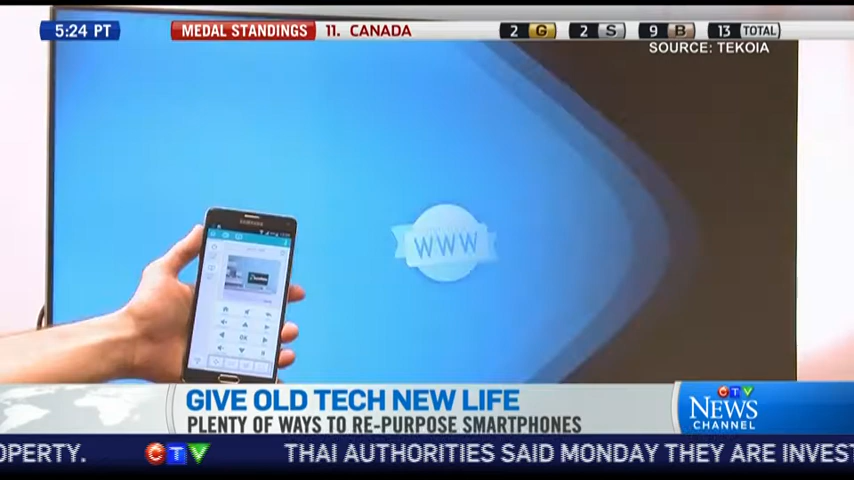 5:24 PT
MEDAL STANDINGS 11. CANADA 2 G 2 S 9 B 13 TOTAL
SOURCE: TEKOIA
SAMSUNG
WWW
OK
GIVE OLD TECH NEW LIFE
PLENTY OF WAYS TO RE-PURPOSE SMARTPHONES
CTV
NEWS
CHANNEL
OPERTY. CTV THAI AUTHORITIES SAID MONDAY THEY ARE INVEST